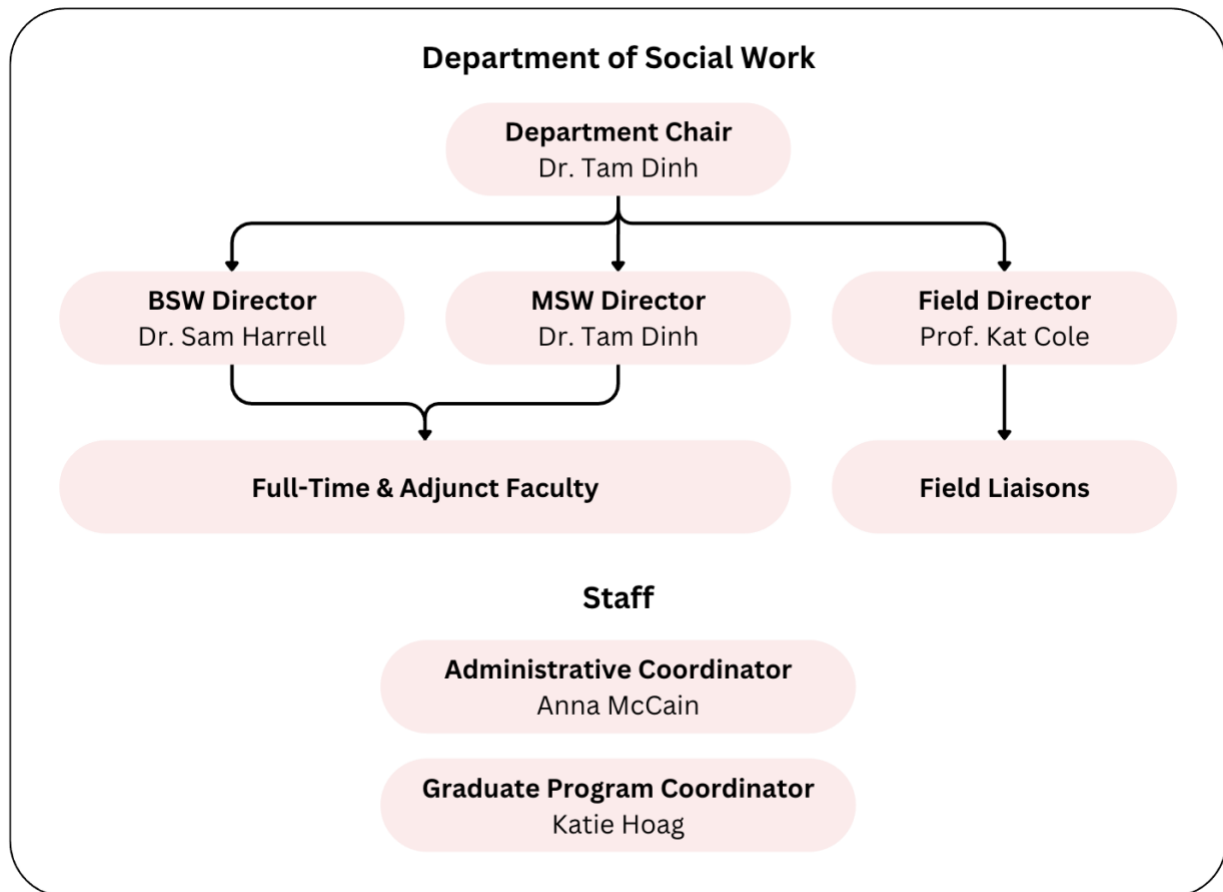 Department of Social Work
Department Chair
Dr. Tam Dinh
BSW Director
Dr. Sam Harrell
MSW Director
Dr. Tam Dinh
Field Director
Prof. Kat Cole
Full-Time & Adjunct Faculty
Field Liaisons
Staff
Administrative Coordinator
Anna McCain
Graduate Program Coordinator
Katie Hoag